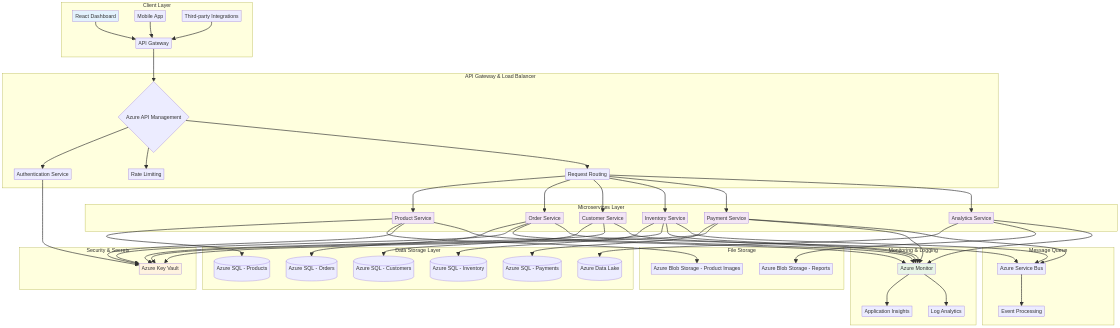 Client Layer
React Dashboard
Mobile App
Third-party Integrations
API Gateway
API Gateway & Load Balancer
Azure API Management
Authentication Service
Rate Limiting
Request Routing
Microservices Layer
Product Service
Order Service
Customer Service
Inventory Service
Payment Service
Analytics Service
Security & Secrets
Azure Key Vault
Data Storage Layer
Azure SQL - Products
Azure SQL - Orders
Azure SQL - Customers
Azure SQL - Inventory
Azure SQL - Payments
Azure Data Lake
File Storage
Azure Blob Storage - Product Images
Azure Blob Storage - Reports
Monitoring & Logging
Azure Monitor
Application Insights
Log Analytics
Message Queue
Azure Service Bus
Event Processing